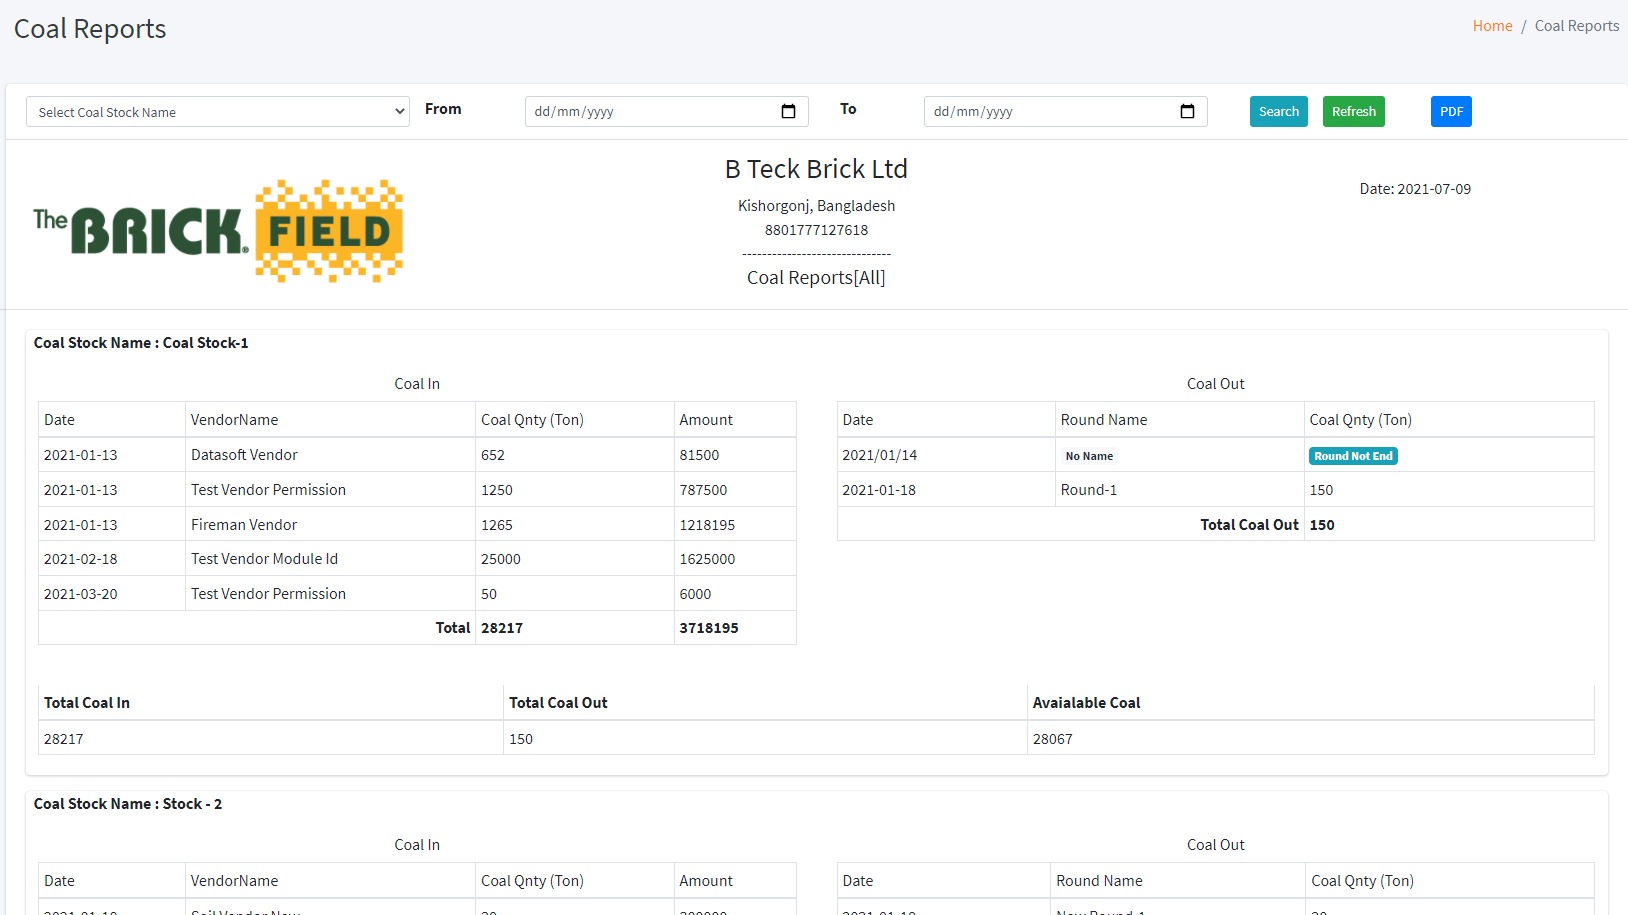 Coal Reports
Home / Coal Reports
Select Coal Stock Name From dd/mm/yyyy To dd/mm/yyyy Search Refresh PDF
The BRICK® FIELD
B Teck Brick Ltd
Date: 2021-07-09
Kishorgonj, Bangladesh
8801777127618
------------------------------
Coal Reports[All]
Coal Stock Name : Coal Stock-1
Coal In
Date VendorName Coal Qnty (Ton) Amount
2021-01-13 Datasoft Vendor 652 81500
2021-01-13 Test Vendor Permission 1250 787500
2021-01-13 Fireman Vendor 1265 1218195
2021-02-18 Test Vendor Module Id 25000 1625000
2021-03-20 Test Vendor Permission 50 6000
Total 28217 3718195
Coal Out
Date Round Name Coal Qnty (Ton)
2021/01/14 No Name Round Not End
2021-01-18 Round-1 150
Total Coal Out 150
Total Coal In Total Coal Out Avaialable Coal
28217 150 28067
Coal Stock Name : Stock - 2
Coal In
Date VendorName Coal Qnty (Ton) Amount
Coal Out
Date Round Name Coal Qnty (Ton)